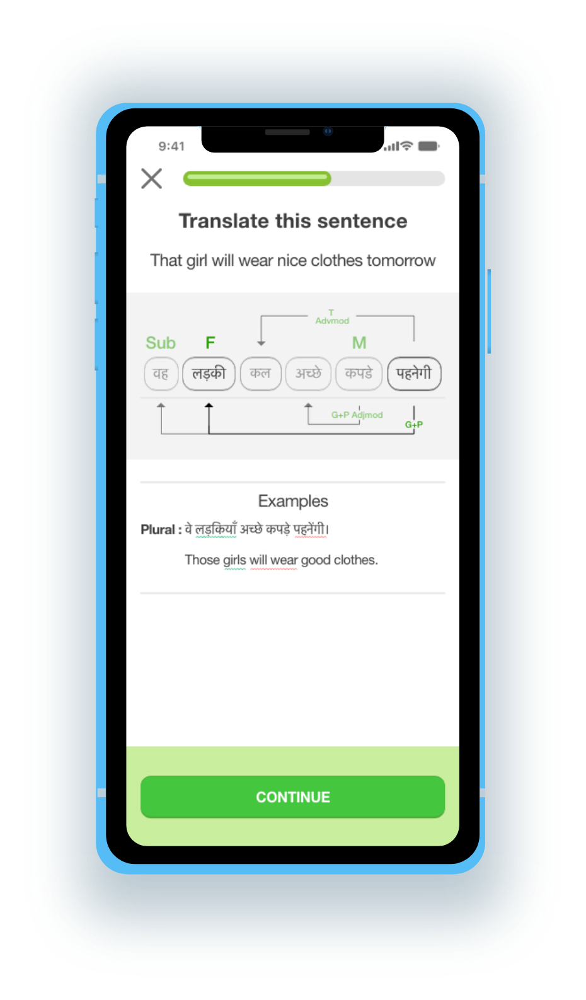 9:41
Translate this sentence
That girl will wear nice clothes tomorrow
T
Advmod
Sub F M
वह लड़की कल अच्छे कपडे पहनेगी
G+P Adjmod
G+P
Examples
Plural : वे लड़कियाँ अच्छे कपड़े पहनेंगी।
Those girls will wear good clothes.
CONTINUE